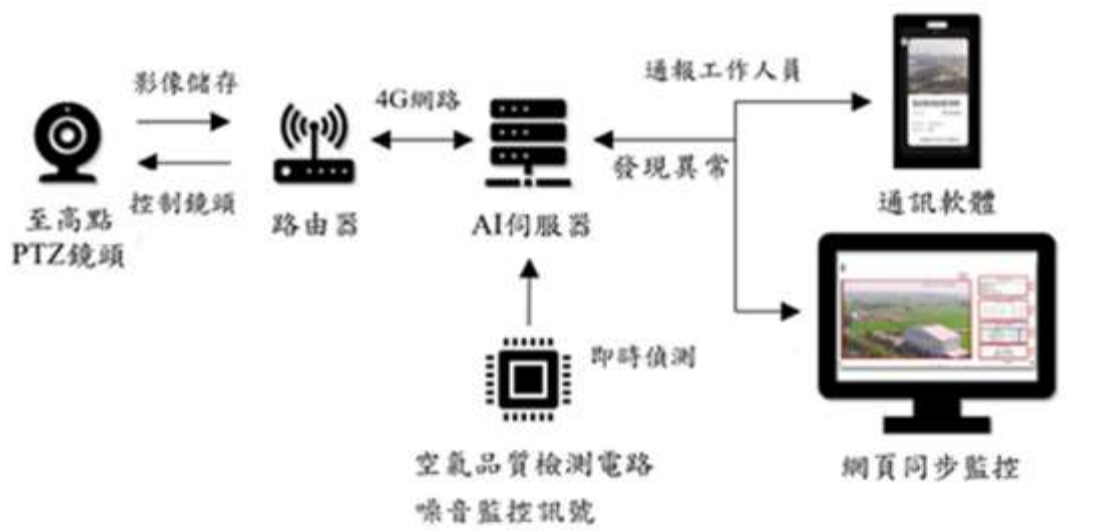 影像儲存
控制鏡頭
至高點
PTZ鏡頭
路由器
4G網路
AI伺服器
發現異常
通報工作人員
通訊軟體
即時偵測
空氣品質檢測電路
噪音監控訊號
網頁同步監控